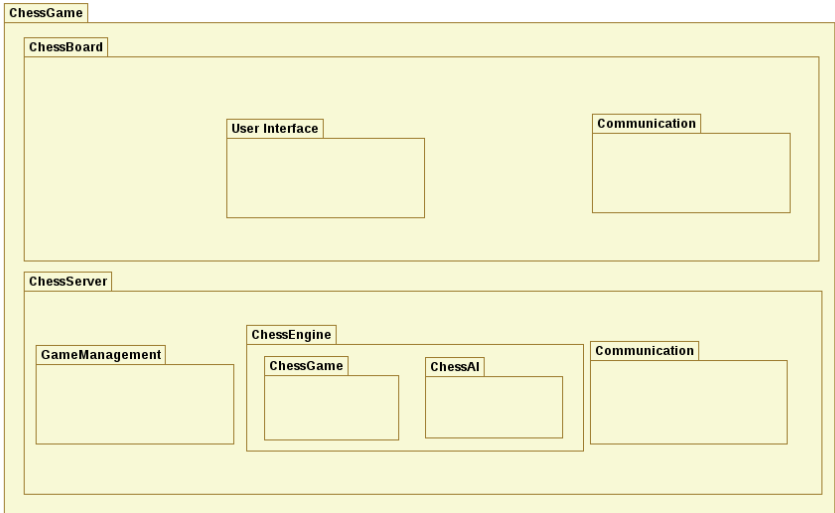 ChessGame
ChessBoard
User Interface
Communication
ChessServer
GameManagement
ChessEngine
ChessGame
ChessAI
Communication